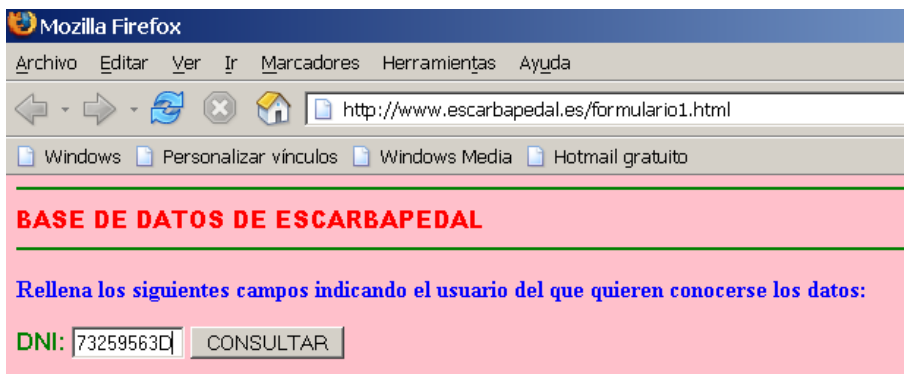 Mozilla Firefox
Archivo Editar Ver Ir Marcadores Herramientas Ayuda
http://www.escarbapedal.es/formulario1.html
Windows Personalizar vínculos Windows Media Hotmail gratuito
BASE DE DATOS DE ESCARBAPEDAL
Rellena los siguientes campos indicando el usuario del que quieren conocerse los datos:
DNI: 73259563D CONSULTAR